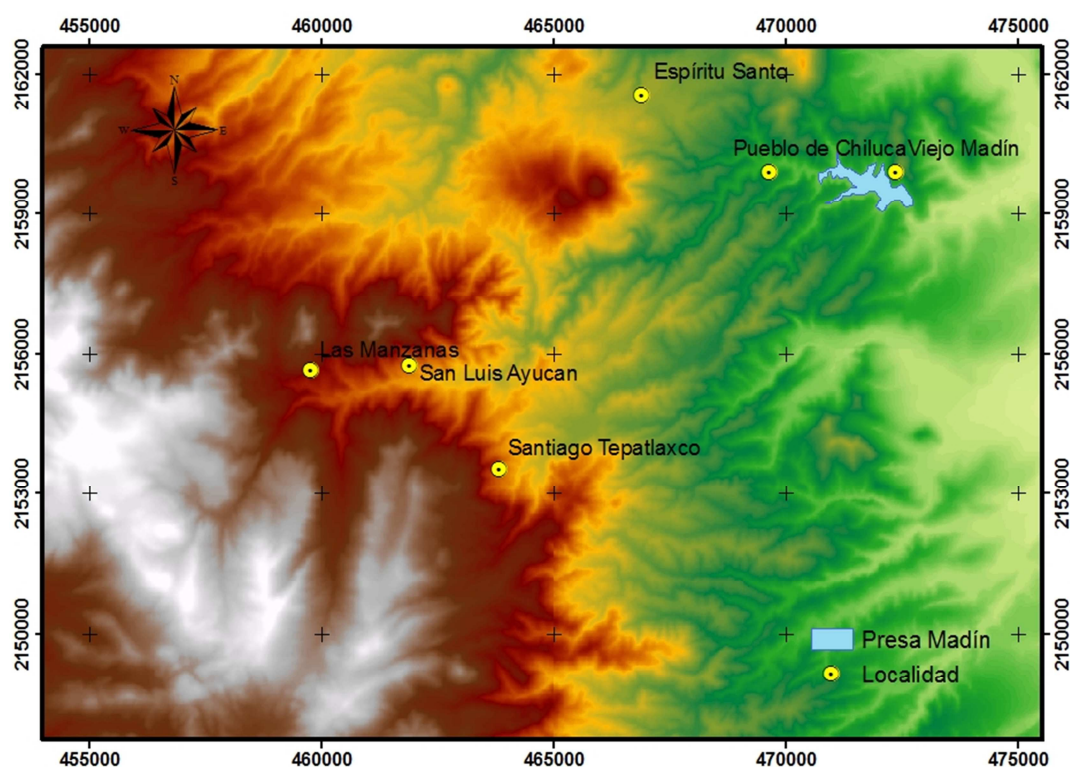 455000 460000 465000 470000 475000
2162000 2162000
N
W E
S
Espíritu Santo
Pueblo de Chiluca Viejo Madín
2159000 2159000
2156000 2156000
Las Manzanas
San Luis Ayucan
Santiago Tepatlaxco
2153000 2153000
2150000 2150000
Presa Madín
Localidad
455000 460000 465000 470000 475000